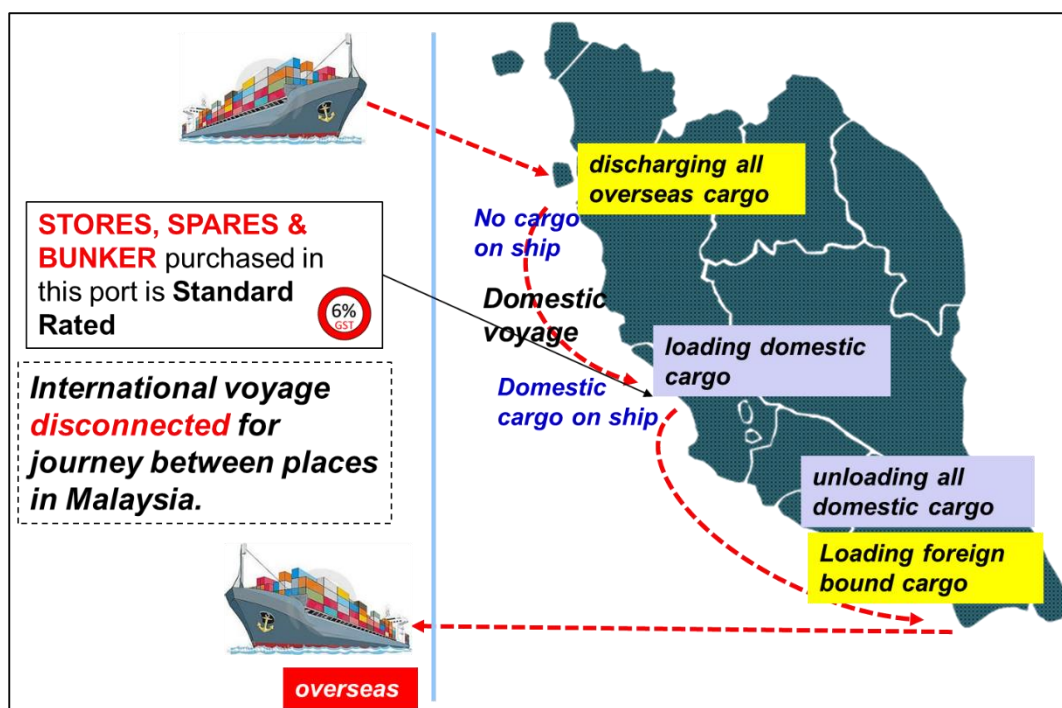 discharging all
overseas cargo
STORES, SPARES &
BUNKER purchased in
this port is Standard
Rated
6%
GST
No cargo
on ship
Domestic
voyage
loading domestic
cargo
Domestic
cargo on ship
International voyage
disconnected for
journey between places
in Malaysia.
unloading all
domestic cargo
Loading foreign
bound cargo
overseas